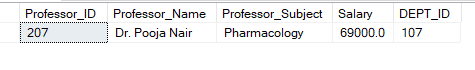 Professor_ID Professor_Name Professor_Subject Salary DEPT_ID
207 Dr. Pooja Nair Pharmacology 69000.0 107